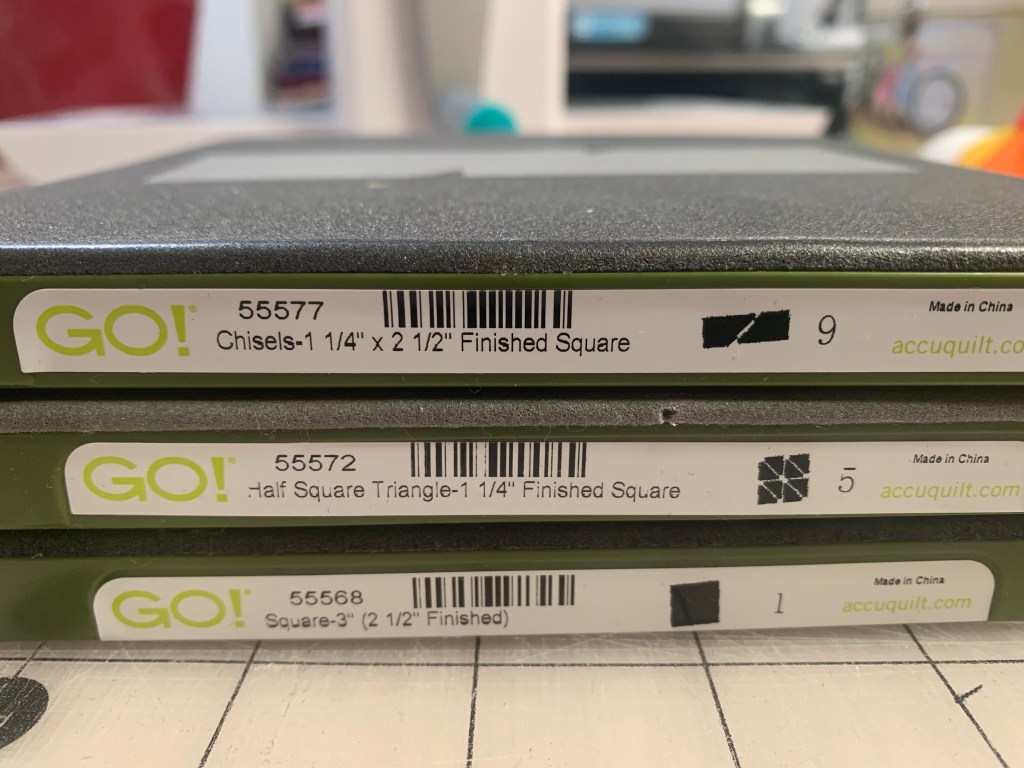 GO!® 55577 Made in China
Chisels-1 1/4" x 2 1/2" Finished Square 9 accuquilt.co
GO!® 55572 Made in China
Half Square Triangle-1 1/4" Finished Square 5 accuquilt.com
GO!® 55568 Made in China
Square-3" (2 1/2" Finished) 1 accuquilt.com